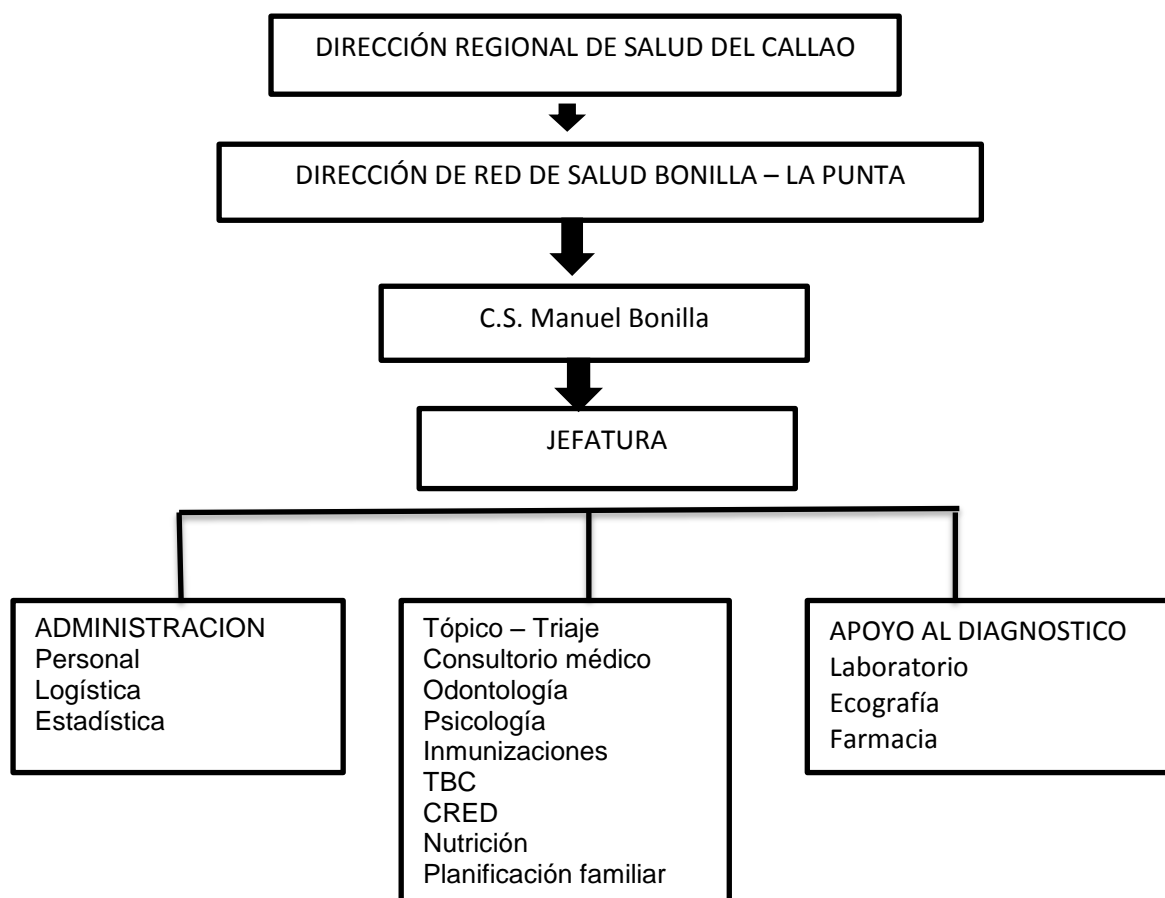 DIRECCIÓN REGIONAL DE SALUD DEL CALLAO
DIRECCIÓN DE RED DE SALUD BONILLA – LA PUNTA
C.S. Manuel Bonilla
JEFATURA
ADMINISTRACION
Personal
Logística
Estadística
Tópico – Triaje
Consultorio médico
Odontología
Psicología
Inmunizaciones
TBC
CRED
Nutrición
Planificación familiar
APOYO AL DIAGNOSTICO
Laboratorio
Ecografía
Farmacia